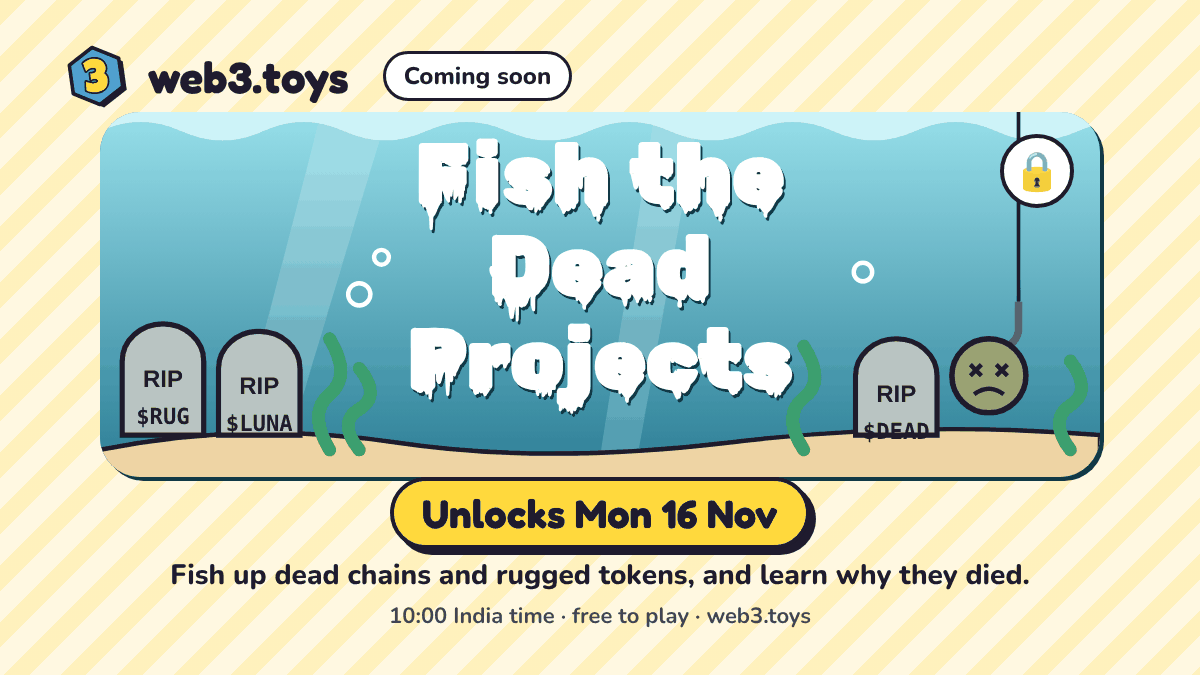 3 web3.toys Coming soon
Fish the
Dead
Projects
RIP
$RUG
RIP
$LUNA
RIP
$DEAD
Unlocks Mon 16 Nov
Fish up dead chains and rugged tokens, and learn why they died.
10:00 India time · free to play · web3.toys